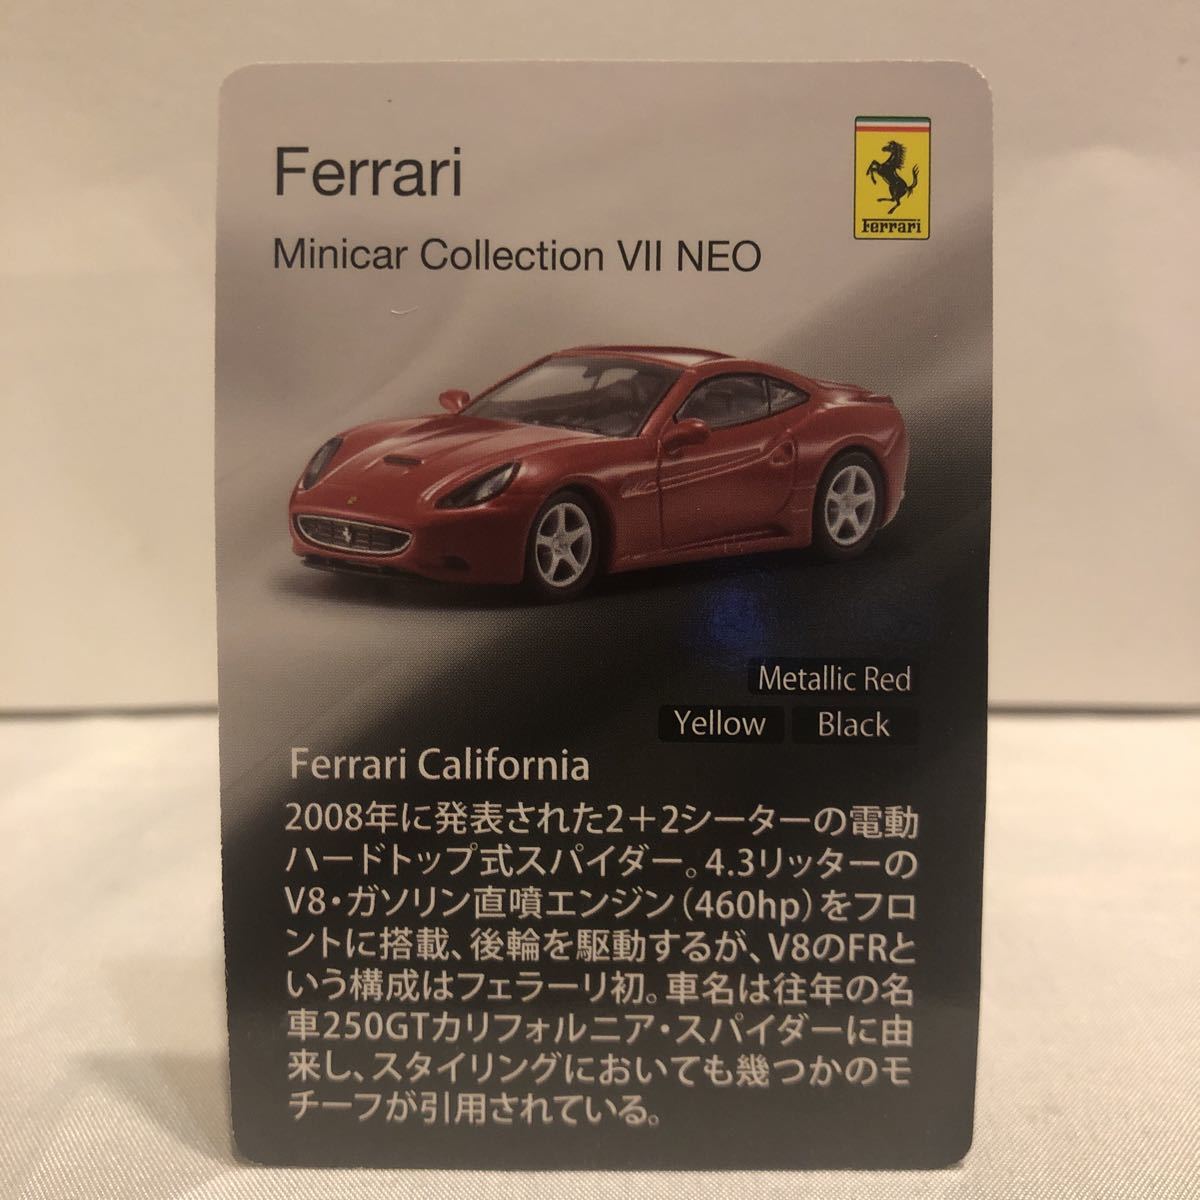 Ferrari
Ferrari
Minicar Collection VII NEO
Metallic Red
Yellow Black
Ferrari California
2008年に発表された2+2シーターの電動
ハードトップ式スパイダー。4.3リッターの
V8・ガソリン直噴エンジン(460hp)をフロ
ントに搭載、後輪を駆動するが、V8のFRと
いう構成はフェラーリ初。車名は往年の名
車250GTカリフォルニア・スパイダーに由
来し、スタイリングにおいても幾つかのモ
チーフが引用されている。